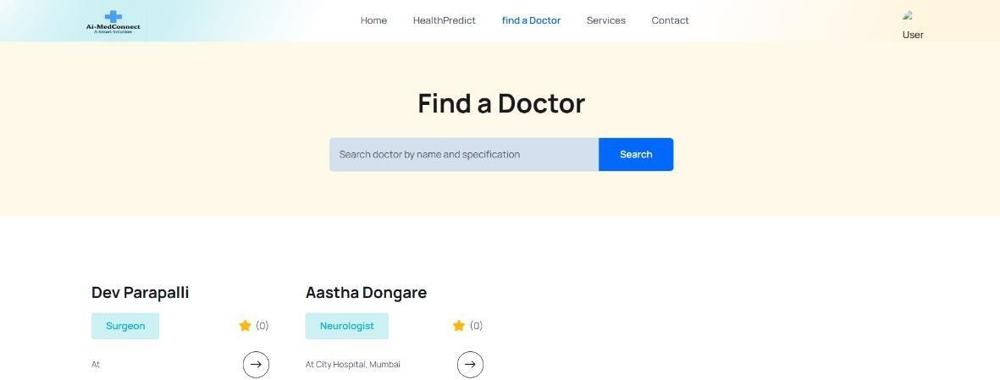 Ai-MedConnect
A Smart Solution
Home HealthPredict find a Doctor Services Contact
User
Find a Doctor
Search doctor by name and specification Search
Dev Parapalli Aastha Dongare
Surgeon (0) Neurologist (0)
At At City Hospital, Mumbai